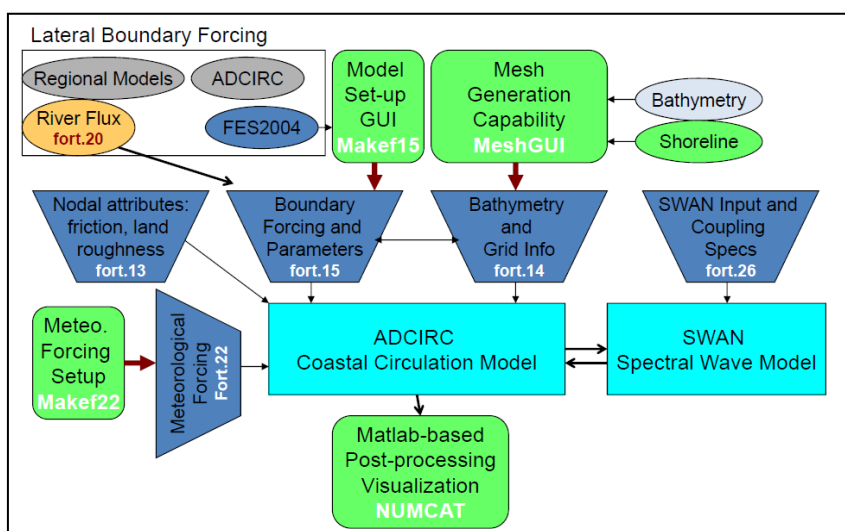 Lateral Boundary Forcing
Regional Models
ADCIRC
River Flux
fort.20
FES2004
Model
Set-up
GUI
Makef15
Mesh
Generation
Capability
MeshGUI
Bathymetry
Shoreline
Nodal attributes:
friction, land
roughness
fort.13
Boundary
Forcing and
Parameters
fort.15
Bathymetry
and
Grid Info
fort.14
SWAN Input and
Coupling
Specs
fort.26
Meteo.
Forcing
Setup
Makef22
Meteorological
Forcing
Fort.22
ADCIRC
Coastal Circulation Model
SWAN
Spectral Wave Model
Matlab-based
Post-processing
Visualization
NUMCAT